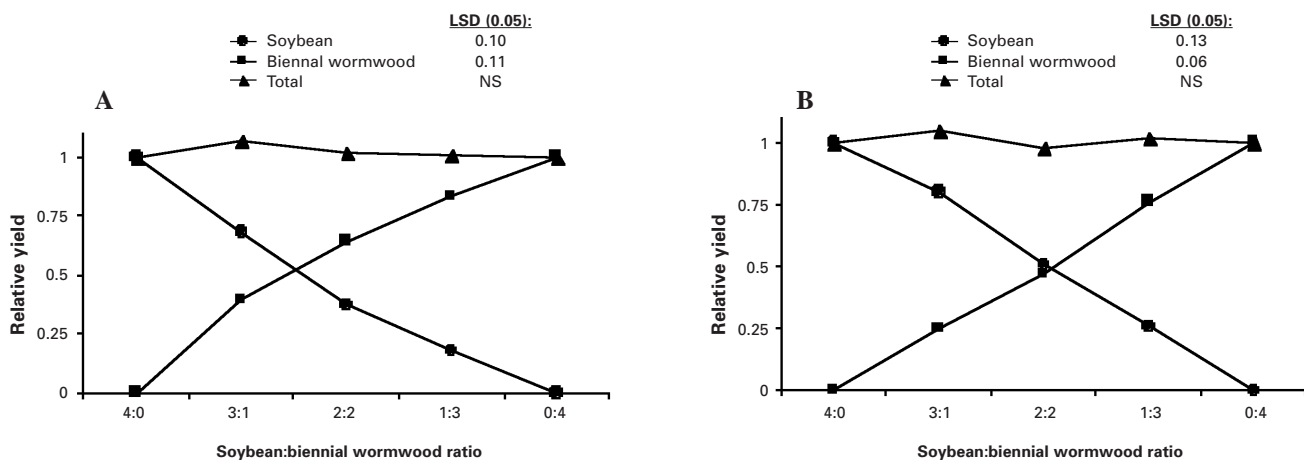 LSD (0.05):
Soybean 0.10
Biennal wormwood 0.11
Total NS
A
1
0.75
0.5
0.25
0
Relative yield
4:0 3:1 2:2 1:3 0:4
Soybean:biennial wormwood ratio
LSD (0.05):
Soybean 0.13
Biennal wormwood 0.06
Total NS
B
1
0.75
0.5
0.25
0
Relative yield
4:0 3:1 2:2 1:3 0:4
Soybean:biennial wormwood ratio